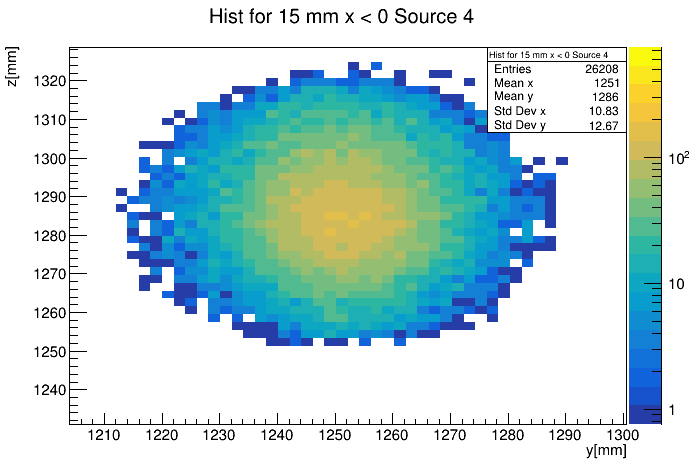 Hist for 15 mm x < 0 Source 4
z[mm]
Hist for 15 mm x < 0 Source 4
Entries 26208
Mean x 1251
Mean y 1286
Std Dev x 10.83
Std Dev y 12.67
1320
1310
1300
1290
1280
1270
1260
1250
1240
10²
10
1
1210 1220 1230 1240 1250 1260 1270 1280 1290 1300
y[mm]